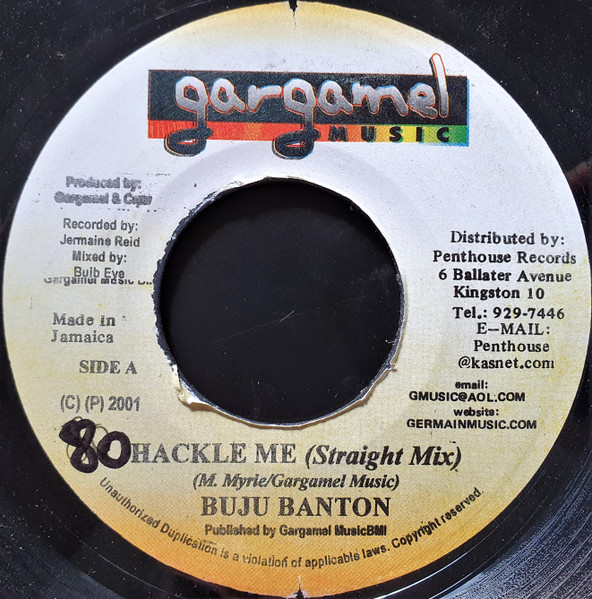 gargamel
MUSIC
Produced by:
Gargamel &
Recorded by:
Jermaine Reid
Mixed by:
Bulb Eye
Gargamel Music
Made In
Jamaica
SIDE A
(C) (P) 2001
Distributed by:
Penthouse Records
6 Ballater Avenue
Kingston 10
Tel.: 929-7446
E-MAIL:
Penthouse
@kasnet.com
email:
GMUSIC@AOL.COM
website:
GERMAINMUSIC.COM
80
HACKLE ME (Straight Mix)
(M. Myrie/Gargamel Music)
BUJU BANTON
Published by Gargamel MusicBMI
Unauthorized Duplication is a violation of applicable laws. Copyright reserved.